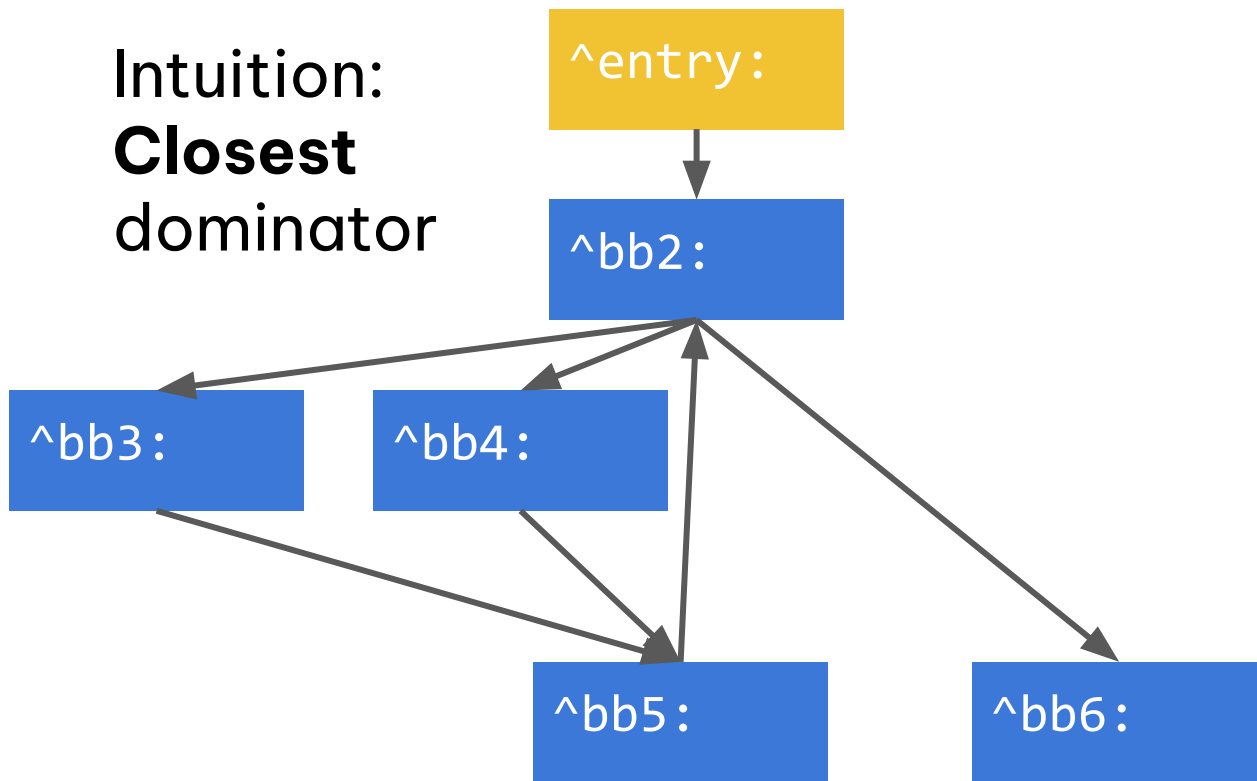 Intuition:
Closest
dominator
^entry:
^bb2:
^bb3:
^bb4:
^bb5:
^bb6: